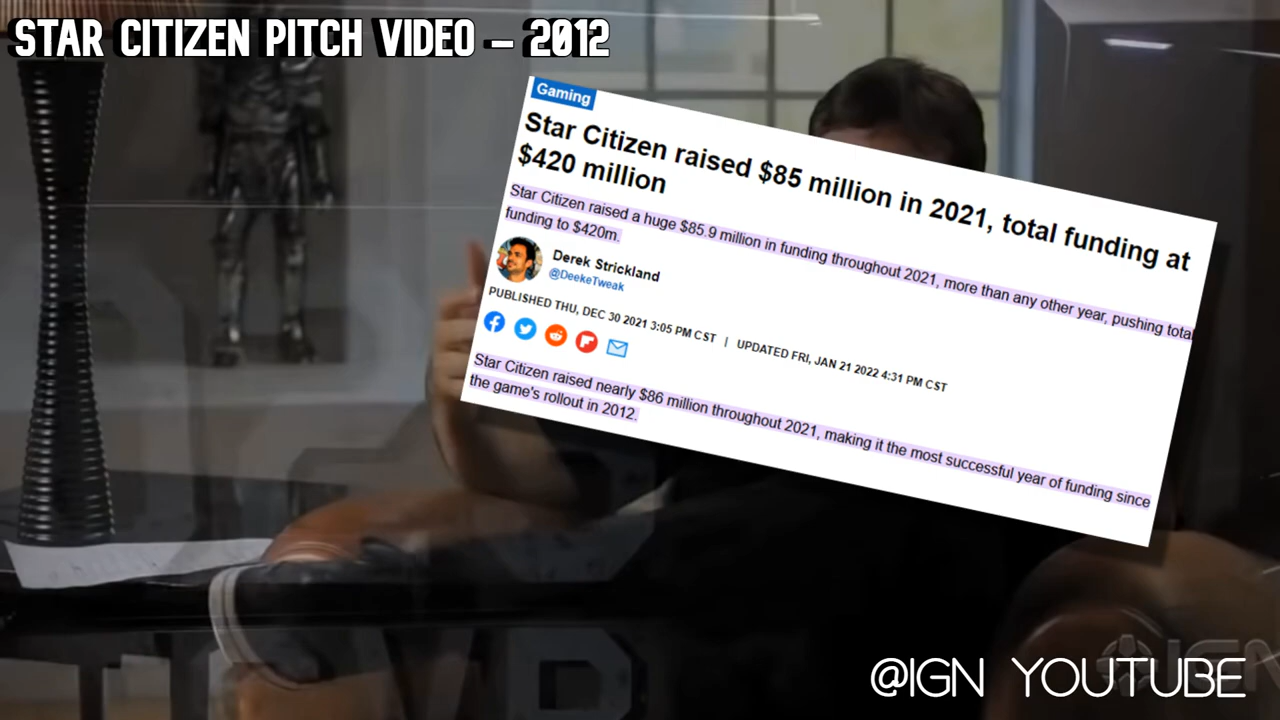 STAR CITIZEN PITCH VIDEO – 2012
Gaming
Star Citizen raised $85 million in 2021, total funding at
$420 million
Star Citizen raised a huge $85.9 million in funding throughout 2021, more than any other year, pushing total
funding to $420m.
Derek Strickland
@DeekeTweak
PUBLISHED THU, DEC 30 2021 3:05 PM CST | UPDATED FRI, JAN 21 2022 4:31 PM CST
Star Citizen raised nearly $86 million throughout 2021, making it the most successful year of funding since
the game's rollout in 2012.
IGN
@IGN YOUTUBE